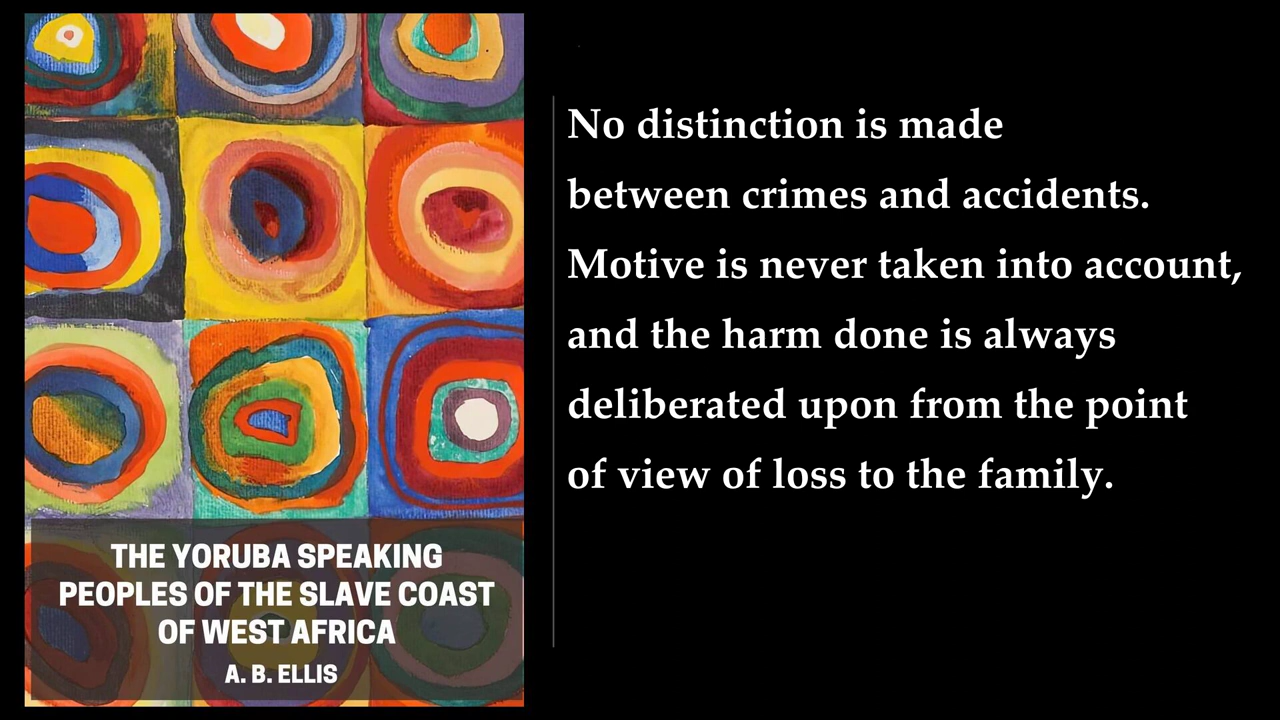 THE YORUBA SPEAKING
PEOPLES OF THE SLAVE COAST
OF WEST AFRICA
A. B. ELLIS
No distinction is made
between crimes and accidents.
Motive is never taken into account,
and the harm done is always
deliberated upon from the point
of view of loss to the family.